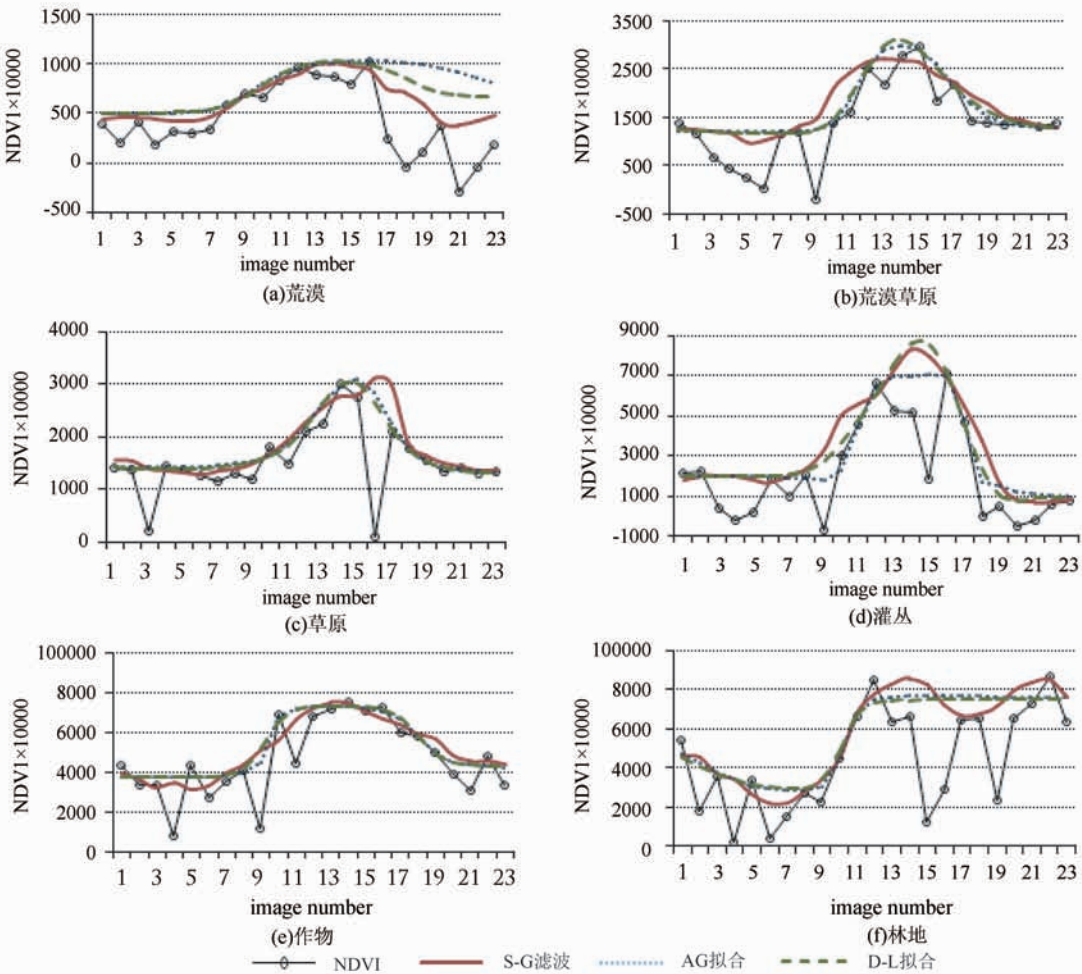 1500
1000
500
0
-500
NDV1×10000
1 3 5 7 9 11 13 15 17 19 21 23
image number
(a)荒漠
3500
2500
1500
500
-500
NDV1×10000
1 3 5 7 9 11 13 15 17 19 21 23
image number
(b)荒漠草原
4000
3000
2000
1000
0
NDV1×10000
1 3 5 7 9 11 13 15 17 19 21 23
image number
(c)草原
9000
7000
5000
3000
1000
-1000
NDV1×10000
1 3 5 7 9 11 13 15 17 19 21 23
image number
(d)灌丛
100000
8000
6000
4000
2000
0
NDV1×10000
1 3 5 7 9 11 13 15 17 19 21 23
image number
(e)作物
100000
8000
6000
4000
2000
0
NDV1×10000
1 3 5 7 9 11 13 15 17 19 21 23
image number
(f)林地
NDVI S-G滤波 AG拟合 D-L拟合